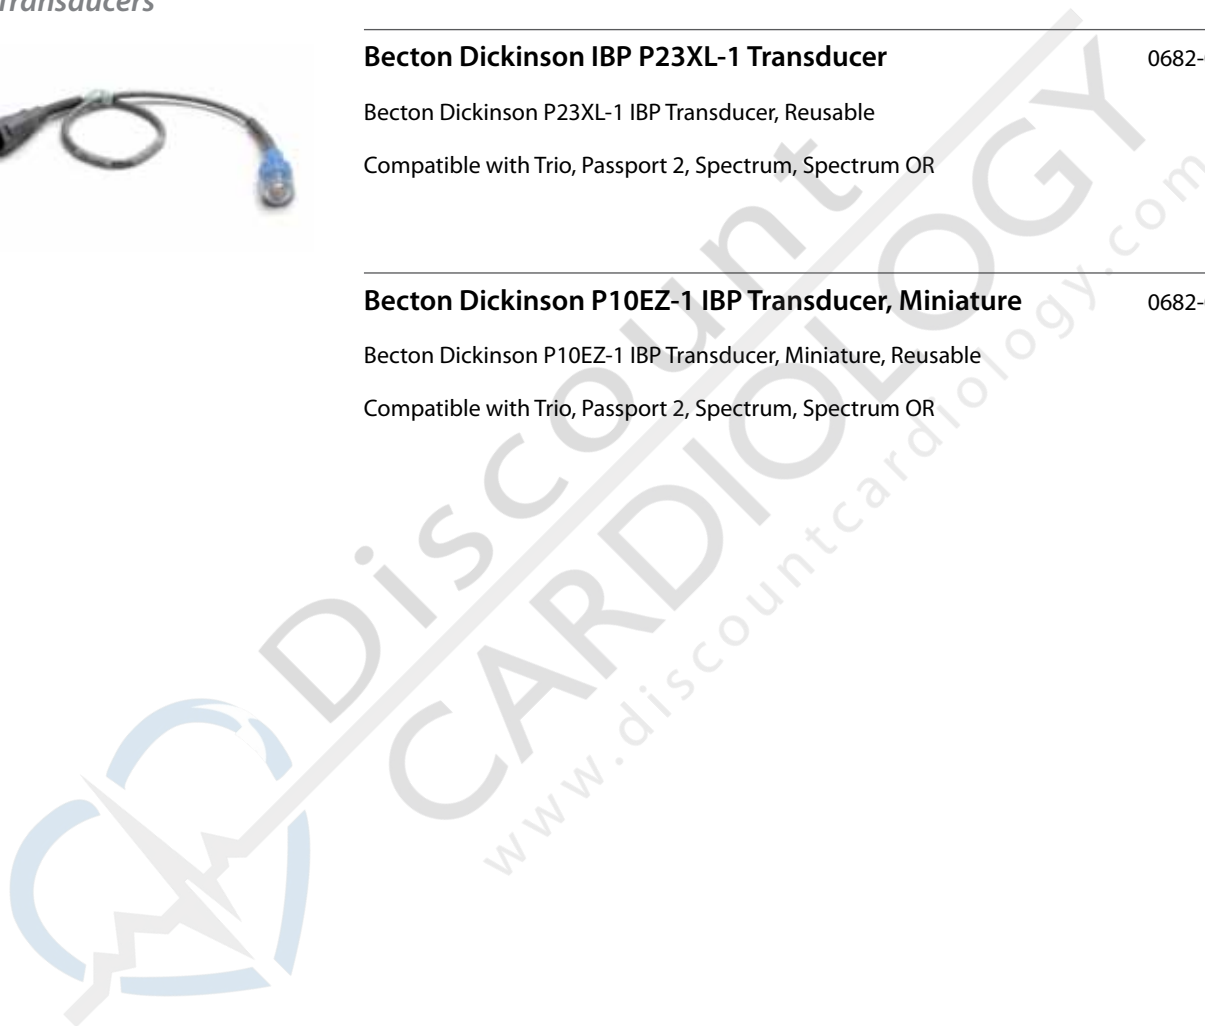 Transducers
Becton Dickinson IBP P23XL-1 Transducer 0682-
Becton Dickinson P23XL-1 IBP Transducer, Reusable
Compatible with Trio, Passport 2, Spectrum, Spectrum OR
Becton Dickinson P10EZ-1 IBP Transducer, Miniature 0682-
Becton Dickinson P10EZ-1 IBP Transducer, Miniature, Reusable
Compatible with Trio, Passport 2, Spectrum, Spectrum OR
Discount
CARDIOLOGY
www.discountcardiology.com